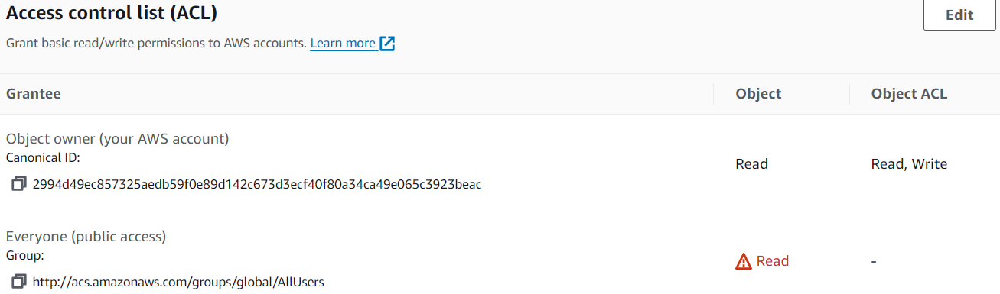 Access control list (ACL)
Edit
Grant basic read/write permissions to AWS accounts. Learn more
Grantee Object Object ACL
Object owner (your AWS account)
Canonical ID:
Read Read, Write
2994d49ec857325aedb59f0e89d142c673d3ecf40f80a34ca49e065c3923beac
Everyone (public access)
Group:
Read -
http://acs.amazonaws.com/groups/global/AllUsers